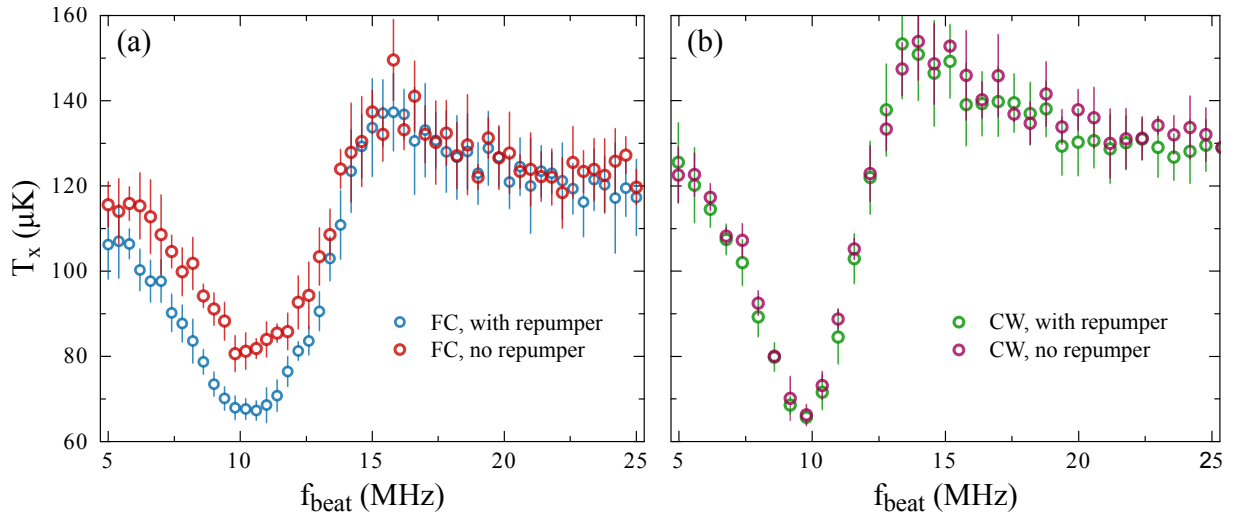 160
140
120
100
80
60
T_x (μK)
(a)
FC, with repumper
FC, no repumper
5
10
15
20
25
f_beat (MHz)
(b)
CW, with repumper
CW, no repumper
5
10
15
20
25
f_beat (MHz)